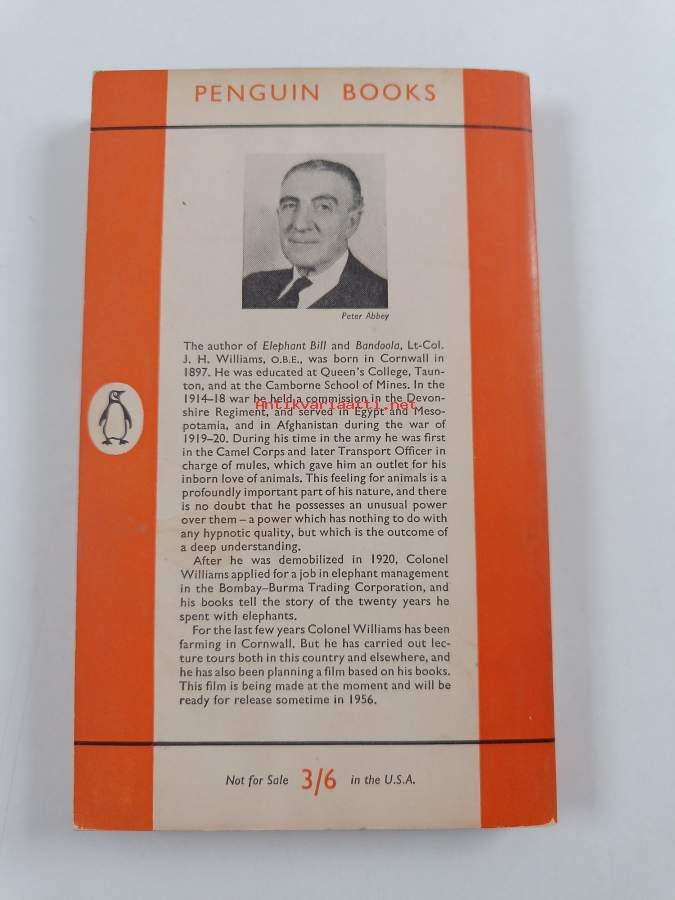 PENGUIN BOOKS
Peter Abbey
The author of Elephant Bill and Bandoola, Lt-Col.
J. H. Williams, O.B.E., was born in Cornwall in
1897. He was educated at Queen's College, Taun-
ton, and at the Camborne School of Mines. In the
1914–18 war he held a commission in the Devon-
Antikvariaatti.net
shire Regiment, and served in Egypt and Meso-
potamia, and in Afghanistan during the war of
1919–20. During his time in the army he was first
in the Camel Corps and later Transport Officer in
charge of mules, which gave him an outlet for his
inborn love of animals. This feeling for animals is a
profoundly important part of his nature, and there
is no doubt that he possesses an unusual power
over them – a power which has nothing to do with
any hypnotic quality, but which is the outcome of
a deep understanding.
After he was demobilized in 1920, Colonel
Williams applied for a job in elephant management
in the Bombay–Burma Trading Corporation, and
his books tell the story of the twenty years he
spent with elephants.
For the last few years Colonel Williams has been
farming in Cornwall. But he has carried out lec-
ture tours both in this country and elsewhere, and
he has also been planning a film based on his books.
This film is being made at the moment and will be
ready for release sometime in 1956.
Not for Sale 3/6 in the U.S.A.